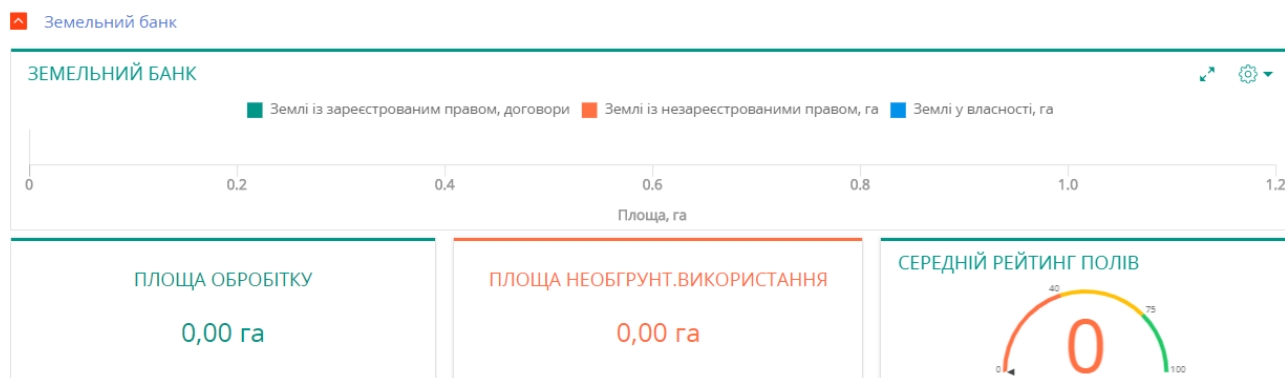 Земельний банк
ЗЕМЕЛЬНИЙ БАНК
Землі із зареєстрованим правом, договори Землі із незареєстрованими правом, га Землі у власності, га
0 0.2 0.4 0.6 0.8 1.0 1.2
Площа, га
ПЛОЩА ОБРОБІТКУ
0,00 га
ПЛОЩА НЕОБГРУНТ.ВИКОРИСТАННЯ
0,00 га
СЕРЕДНІЙ РЕЙТИНГ ПОЛІВ
40
75
0
0 100